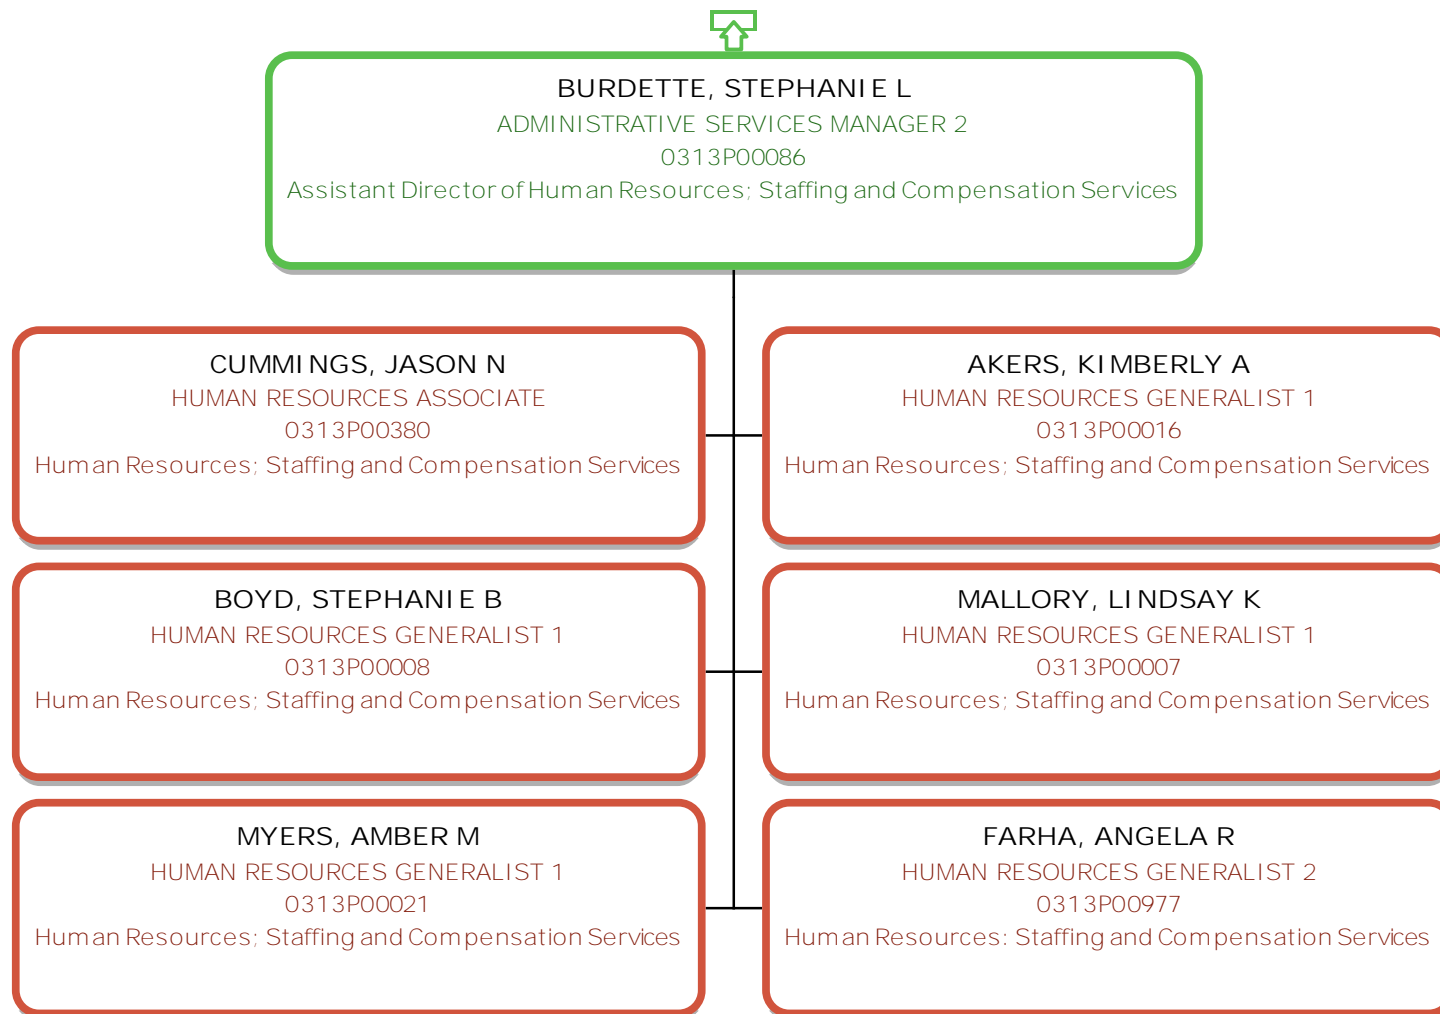 BURDETTE, STEPHANIE L
ADMINISTRATIVE SERVICES MANAGER 2
0313P00086
Assistant Director of Human Resources; Staffing and Compensation Services
CUMMINGS, JASON N
HUMAN RESOURCES ASSOCIATE
0313P00380
Human Resources; Staffing and Compensation Services
AKERS, KIMBERLY A
HUMAN RESOURCES GENERALIST 1
0313P00016
Human Resources; Staffing and Compensation Services
BOYD, STEPHANIE B
HUMAN RESOURCES GENERALIST 1
0313P00008
Human Resources; Staffing and Compensation Services
MALLORY, LINDSAY K
HUMAN RESOURCES GENERALIST 1
0313P00007
Human Resources; Staffing and Compensation Services
MYERS, AMBER M
HUMAN RESOURCES GENERALIST 1
0313P00021
Human Resources; Staffing and Compensation Services
FARHA, ANGELA R
HUMAN RESOURCES GENERALIST 2
0313P00977
Human Resources: Staffing and Compensation Services